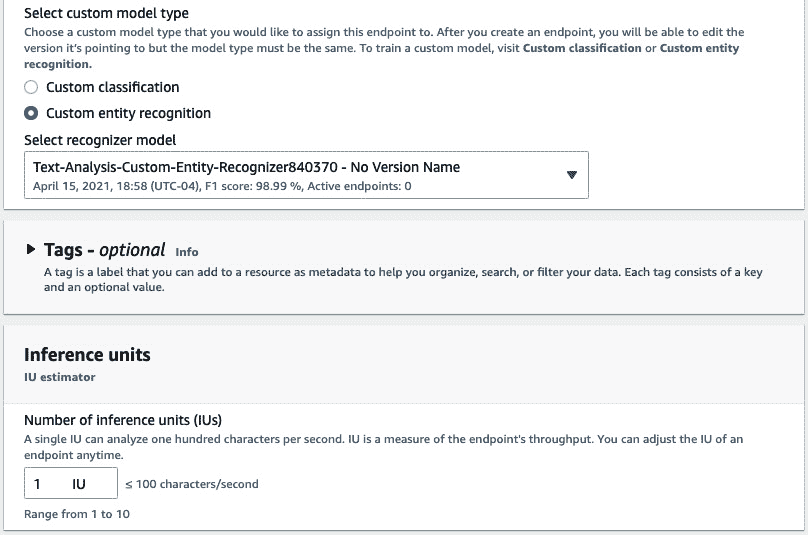 Select custom model type
Choose a custom model type that you would like to assign this endpoint to. After you create an endpoint, you will be able to edit the
version it's pointing to but the model type must be the same. To train a custom model, visit Custom classification or Custom entity
recognition.
Custom classification
Custom entity recognition
Select recognizer model
Text-Analysis-Custom-Entity-Recognizer840370 - No Version Name
April 15, 2021, 18:58 (UTC-04), F1 score: 98.99 %, Active endpoints: 0
Tags - optional Info
A tag is a label that you can add to a resource as metadata to help you organize, search, or filter your data. Each tag consists of a key
and an optional value.
Inference units
IU estimator
Number of inference units (IUs)
A single IU can analyze one hundred characters per second. IU is a measure of the endpoint's throughput. You can adjust the IU of an
endpoint anytime.
1 IU ≤ 100 characters/second
Range from 1 to 10